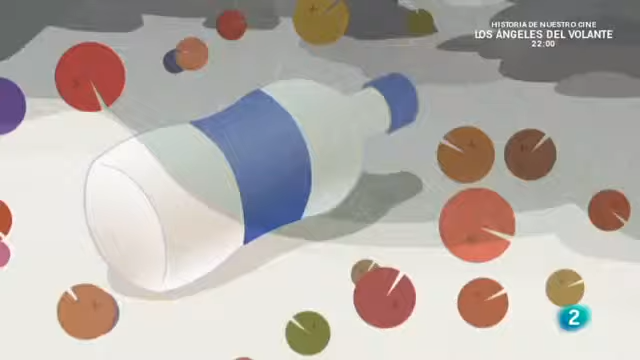 HISTORIA DE NUESTRO CINE
LOS ÁNGELES DEL VOLANTE
22:00
2